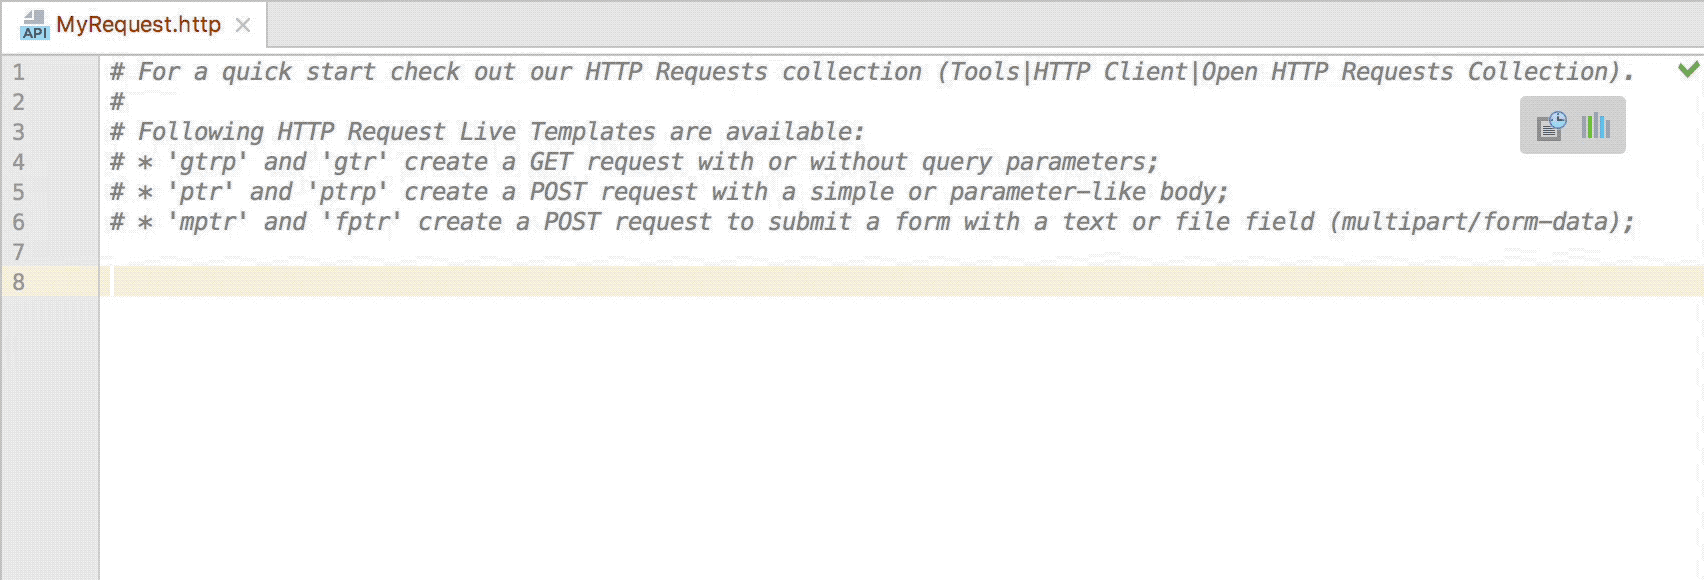 API MyRequest.http
1 # For a quick start check out our HTTP Requests collection (Tools|HTTP Client|Open HTTP Requests Collection).
2 #
3 # Following HTTP Request Live Templates are available:
4 # * 'gtrp' and 'gtr' create a GET request with or without query parameters;
5 # * 'ptr' and 'ptrp' create a POST request with a simple or parameter-like body;
6 # * 'mptr' and 'fptr' create a POST request to submit a form with a text or file field (multipart/form-data);
7
8